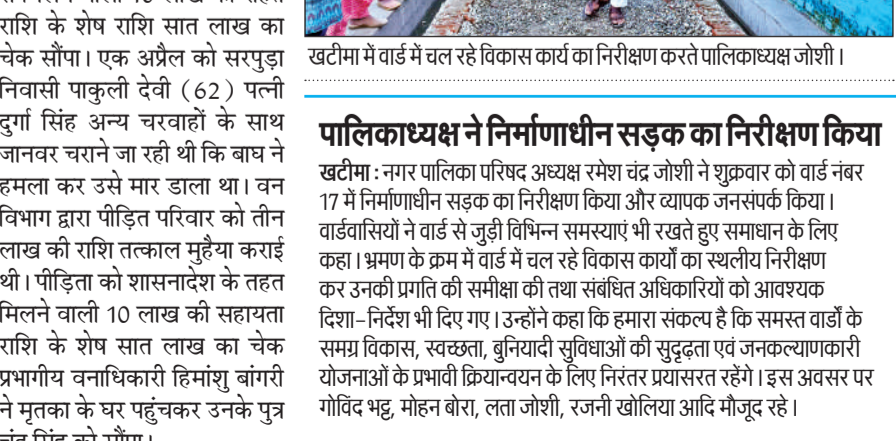 राशि के शेष राशि सात लाख का
चेक सौंपा। एक अप्रैल को सरपुड़ा
निवासी पाकुली देवी (62) पत्नी
दुर्गा सिंह अन्य चरवाहों के साथ
जानवर चराने जा रही थी कि बाघ ने
हमला कर उसे मार डाला था। वन
विभाग द्वारा पीड़ित परिवार को तीन
लाख की राशि तत्काल मुहैया कराई
थी। पीड़िता को शासनादेश के तहत
मिलने वाली 10 लाख की सहायता
राशि के शेष सात लाख का चेक
प्रभागीय वनाधिकारी हिमांशु बांगरी
ने मृतका के घर पहुंचकर उनके पुत्र
सिंह को सौंपा।
खटीमा में वार्ड में चल रहे विकास कार्य का निरीक्षण करते पालिकाध्यक्ष जोशी।
पालिकाध्यक्ष ने निर्माणाधीन सड़क का निरीक्षण किया
खटीमा : नगर पालिका परिषद अध्यक्ष रमेश चंद्र जोशी ने शुक्रवार को वार्ड नंबर
17 में निर्माणाधीन सड़क का निरीक्षण किया और व्यापक जनसंपर्क किया।
वार्डवासियों ने वार्ड से जुड़ी विभिन्न समस्याएं भी रखते हुए समाधान के लिए
कहा। भ्रमण के क्रम में वार्ड में चल रहे विकास कार्यों का स्थलीय निरीक्षण
कर उनकी प्रगति की समीक्षा की तथा संबंधित अधिकारियों को आवश्यक
दिशा-निर्देश भी दिए गए। उन्होंने कहा कि हमारा संकल्प है कि समस्त वार्डों के
समग्र विकास, स्वच्छता, बुनियादी सुविधाओं की सुदृढ़ता एवं जनकल्याणकारी
योजनाओं के प्रभावी क्रियान्वयन के लिए निरंतर प्रयासरत रहेंगे। इस अवसर पर
गोविंद भट्ट, मोहन बोरा, लता जोशी, रजनी खोलिया आदि मौजूद रहे।